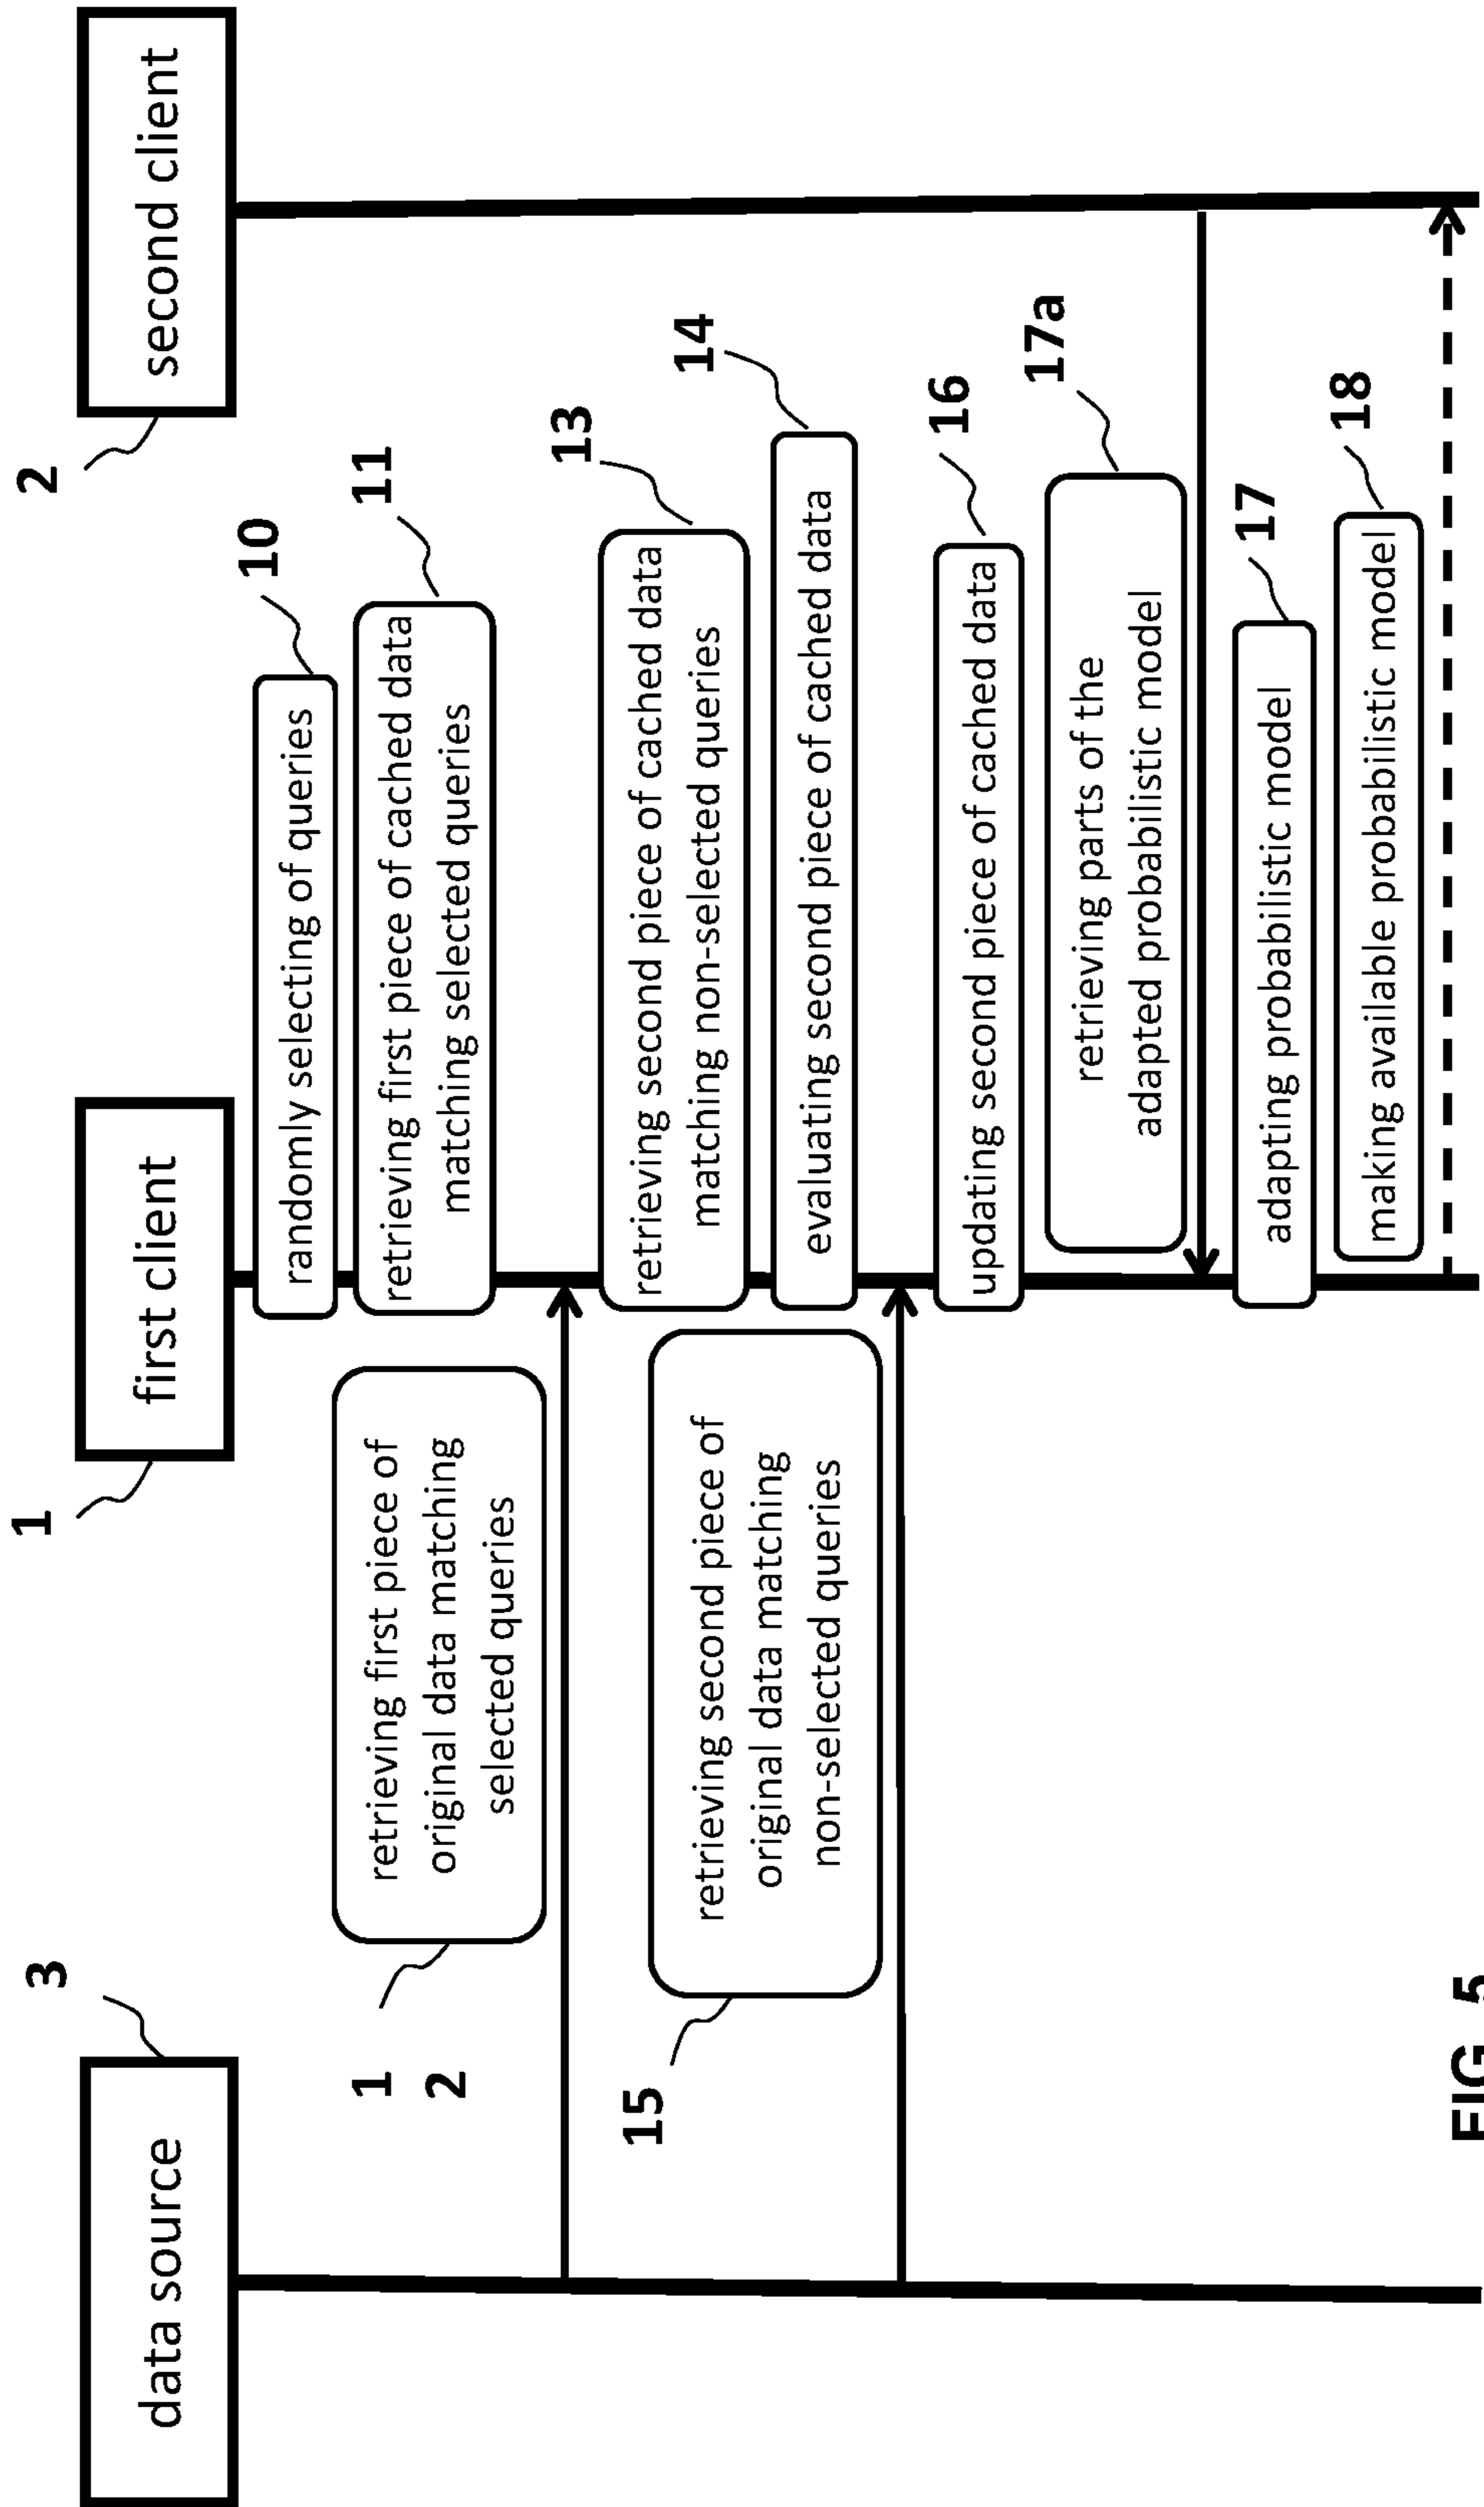 3
data source
1
first client
2
second client
10
randomly selecting of queries
11
retrieving first piece of cached data
matching selected queries
1
2
retrieving first piece of
original data matching
selected queries
13
retrieving second piece of cached data
matching non-selected queries
14
evaluating second piece of cached data
15
retrieving second piece of
original data matching
non-selected queries
16
updating second piece of cached data
17a
retrieving parts of the
adapted probabilistic model
17
adapting probabilistic model
18
making available probabilistic model
FIG. 5